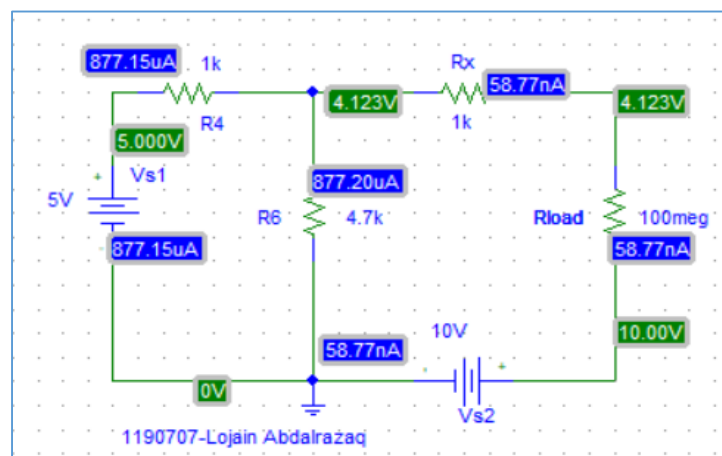 877.15uA
1k
R4
Rx
58.77nA
1k
4.123V
4.123V
5.000V
+
Vs1
5V
877.15uA
877.20uA
R6
4.7k
Rload
100meg
58.77nA
10.00V
58.77nA
10V
-
+
Vs2
0V
1190707-Lojain Abdalrazaq